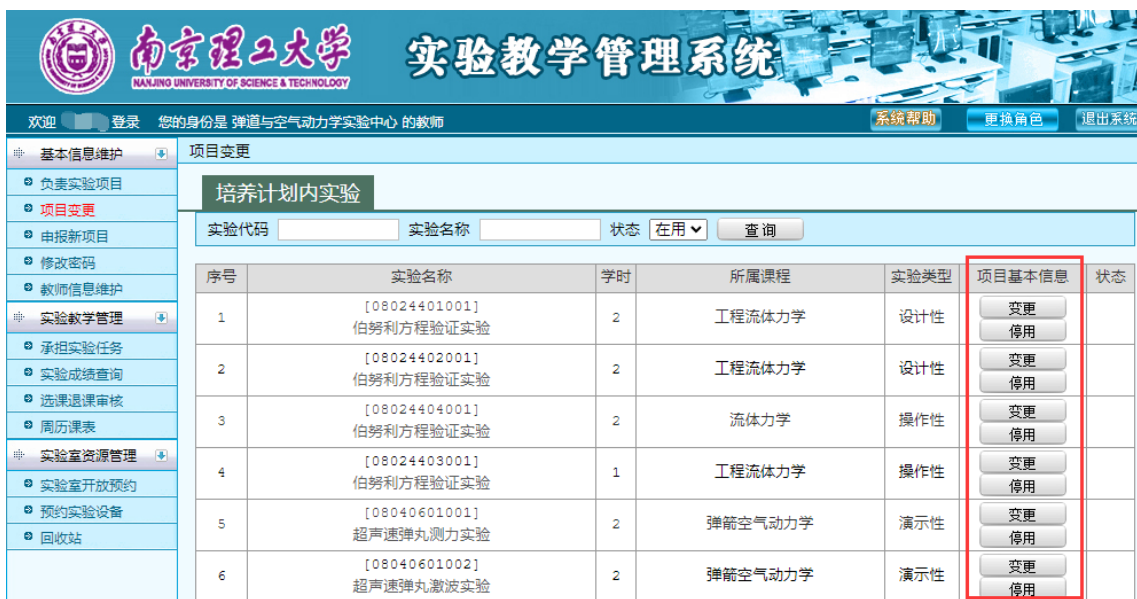 南京理工大学
NANJING UNIVERSITY OF SCIENCE & TECHNOLOGY
实验教学管理系统
欢迎 登录 您的身份是 弹道与空气动力学实验中心 的教师 系统帮助 更换角色 退出系统
基本信息维护
负责实验项目
项目变更
申报新项目
修改密码
教师信息维护
实验教学管理
承担实验任务
实验成绩查询
选课退课审核
周历课表
实验室资源管理
实验室开放预约
预约实验设备
回收站
项目变更
培养计划内实验
实验代码 实验名称 状态 在用 查询
序号 实验名称 学时 所属课程 实验类型 项目基本信息 状态
1 [08024401001] 2 工程流体力学 设计性 变更
伯努利方程验证实验 停用
2 [08024402001] 2 工程流体力学 设计性 变更
伯努利方程验证实验 停用
3 [08024404001] 2 流体力学 操作性 变更
伯努利方程验证实验 停用
4 [08024403001] 1 工程流体力学 操作性 变更
伯努利方程验证实验 停用
5 [08040601001] 2 弹箭空气动力学 演示性 变更
超声速弹丸测力实验 停用
6 [08040601002] 2 弹箭空气动力学 演示性 变更
超声速弹丸激波实验 停用